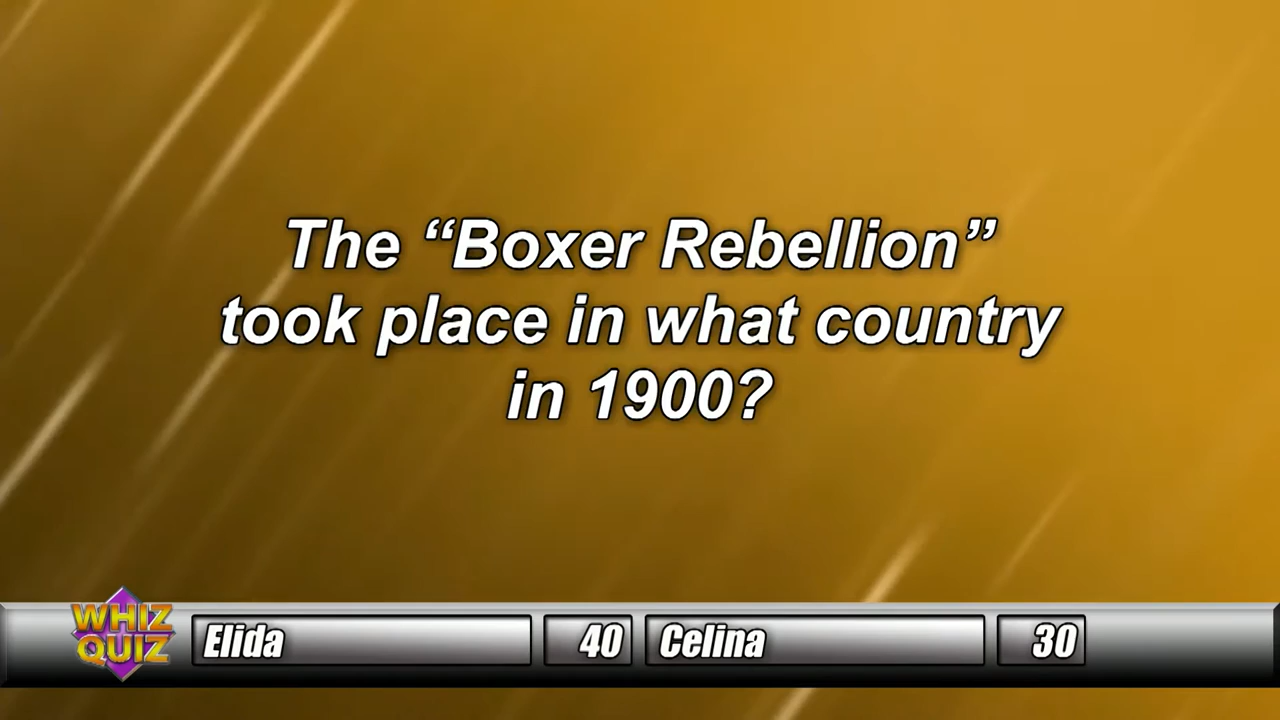 The “Boxer Rebellion”
took place in what country
in 1900?
WHIZ
QUIZ
Elida
40
Celina
30